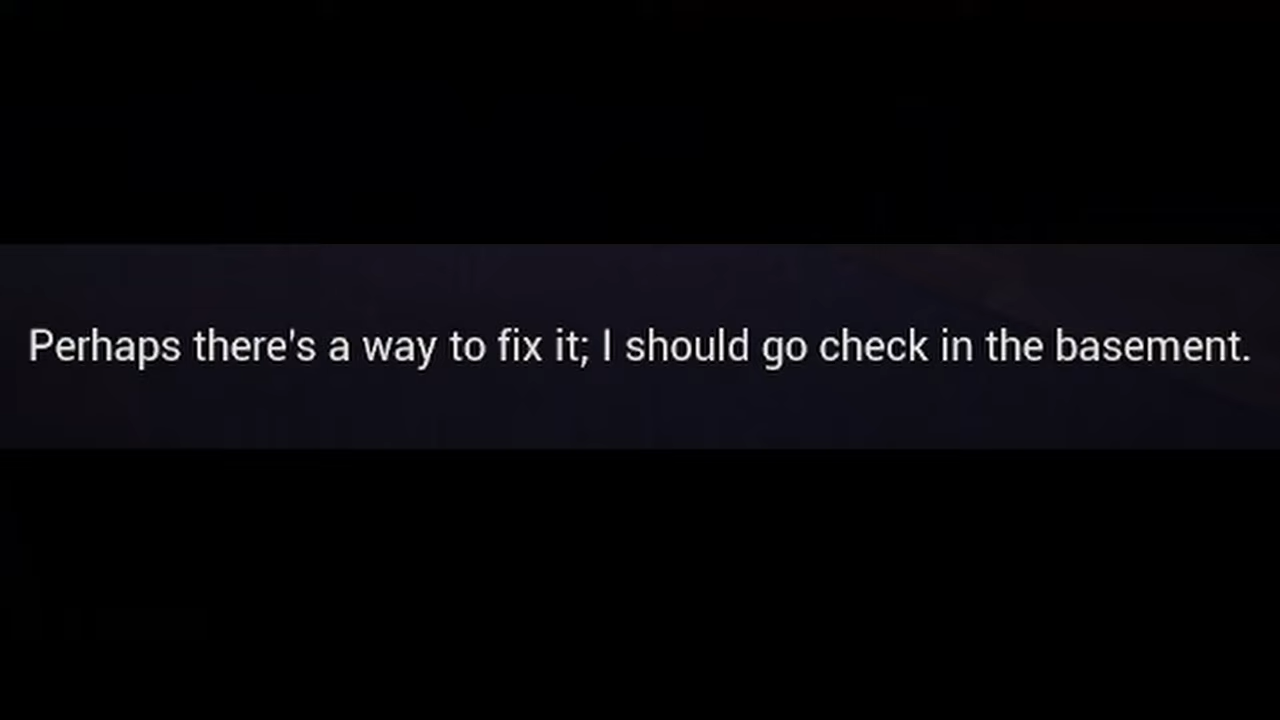 Perhaps there's a way to fix it; I should go check in the basement.